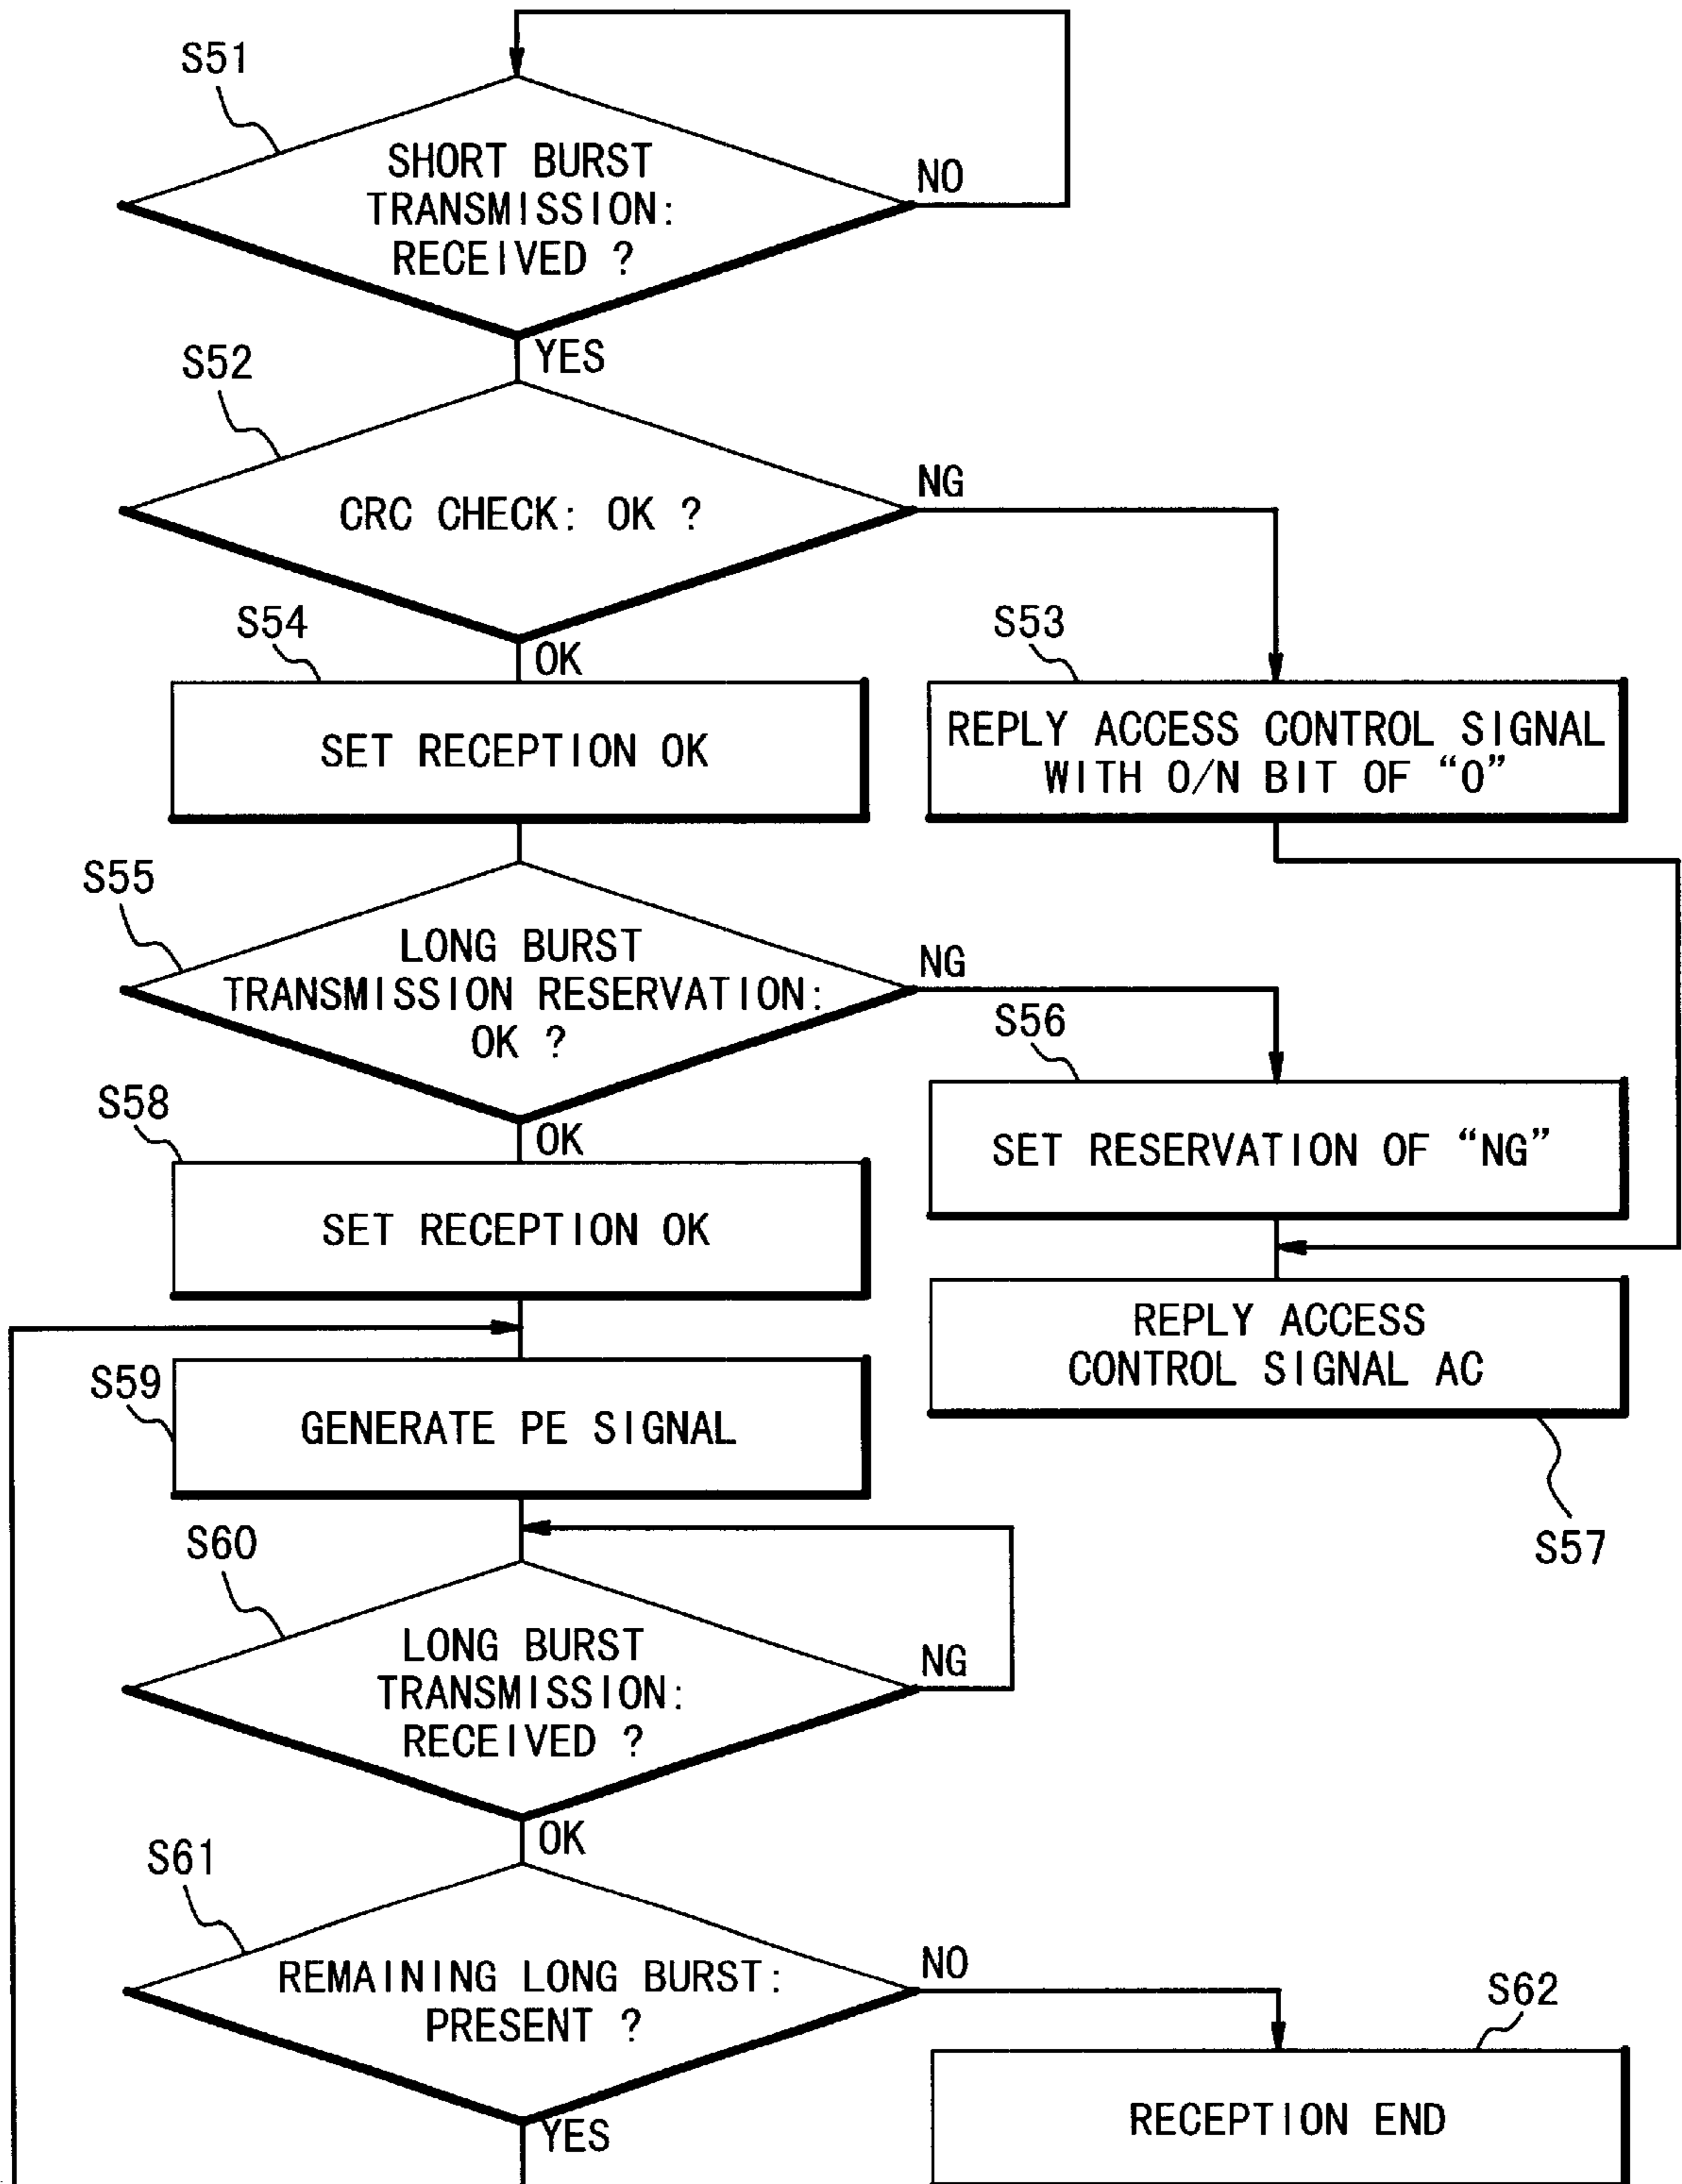 S51
SHORT BURST
TRANSMISSION:
RECEIVED ?
NO
YES
S52
CRC CHECK: OK ?
NG
OK
S54
SET RECEPTION OK
S53
REPLY ACCESS CONTROL SIGNAL
WITH O/N BIT OF “0”
S55
LONG BURST
TRANSMISSION RESERVATION:
OK ?
NG
OK
S56
SET RESERVATION OF “NG”
S58
SET RECEPTION OK
REPLY ACCESS
CONTROL SIGNAL AC
S57
S59
GENERATE PE SIGNAL
S60
LONG BURST
TRANSMISSION:
RECEIVED ?
NG
OK
S61
REMAINING LONG BURST:
PRESENT ?
NO
YES
S62
RECEPTION END